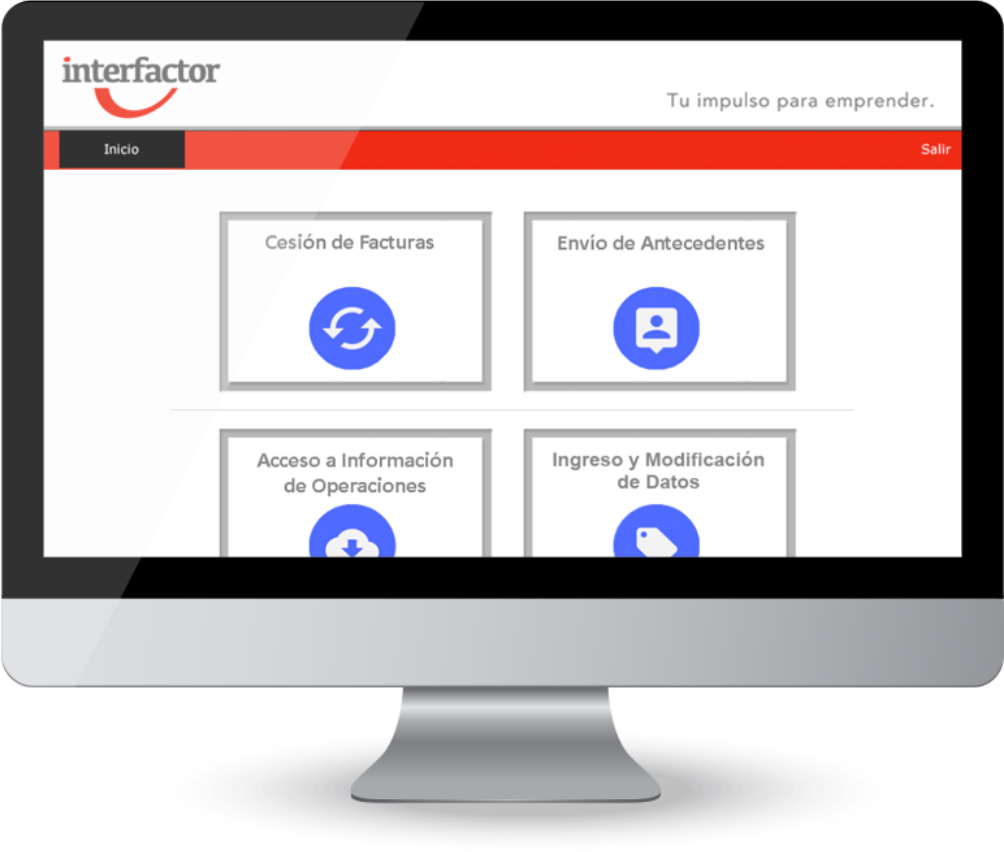 interfactor
Tu impulso para emprender.
Inicio
Salir
Cesión de Facturas
Envío de Antecedentes
Acceso a Información
de Operaciones
Ingreso y Modificación
de Datos